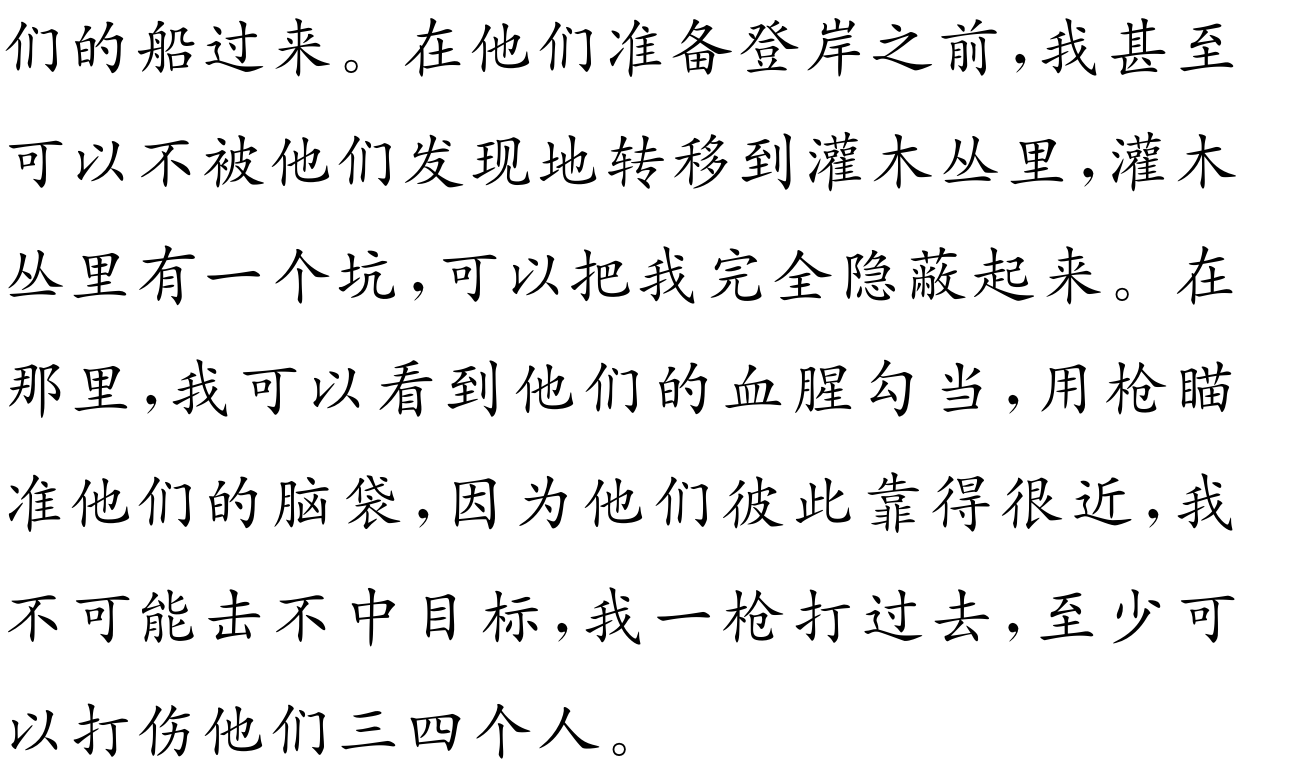 们的船过来。在他们准备登岸之前,我甚至
可以不被他们发现地转移到灌木丛里,灌木
丛里有一个坑,可以把我完全隐蔽起来。在
那里,我可以看到他们的血腥勾当,用枪瞄
准他们的脑袋,因为他们彼此靠得很近,我
不可能击不中目标,我一枪打过去,至少可
以打伤他们三四个人。